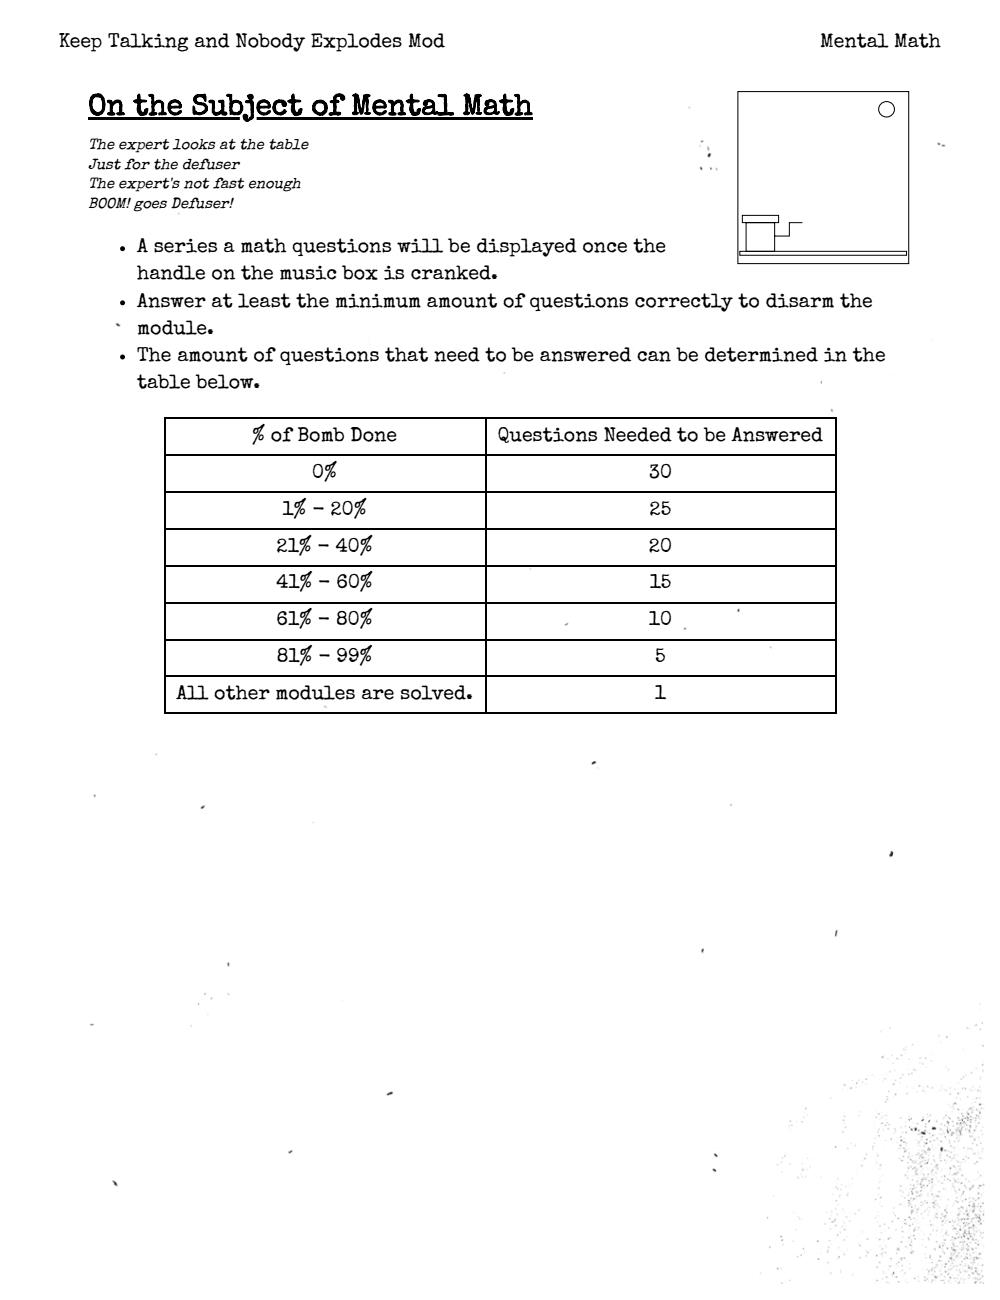 Keep Talking and Nobody Explodes Mod
Mental Math
On the Subject of Mental Math
The expert looks at the table
Just for the defuser
The expert's not fast enough
BOOM! goes Defuser!
• A series a math questions will be displayed once the
handle on the music box is cranked.
• Answer at least the minimum amount of questions correctly to disarm the
module.
• The amount of questions that need to be answered can be determined in the
table below.
% of Bomb Done
Questions Needed to be Answered
0%
30
1% - 20%
25
21% - 40%
20
41% - 60%
15
61% - 80%
10
81% - 99%
5
All other modules are solved.
1